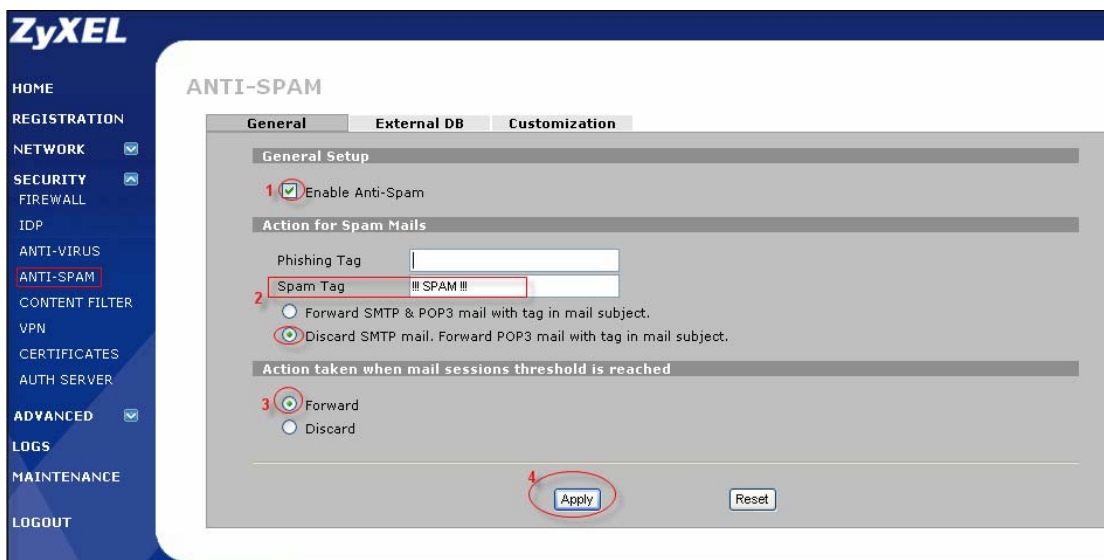 ZyXEL
HOME
REGISTRATION
NETWORK
SECURITY
FIREWALL
IDP
ANTI-VIRUS
ANTI-SPAM
CONTENT FILTER
VPN
CERTIFICATES
AUTH SERVER
ADVANCED
LOGS
MAINTENANCE
LOGOUT
ANTI-SPAM
General External DB Customization
General Setup
1 Enable Anti-Spam
Action for Spam Mails
Phishing Tag
Spam Tag !!! SPAM !!!
2
Forward SMTP & POP3 mail with tag in mail subject.
Discard SMTP mail. Forward POP3 mail with tag in mail subject.
Action taken when mail sessions threshold is reached
3 Forward
Discard
4
Apply Reset